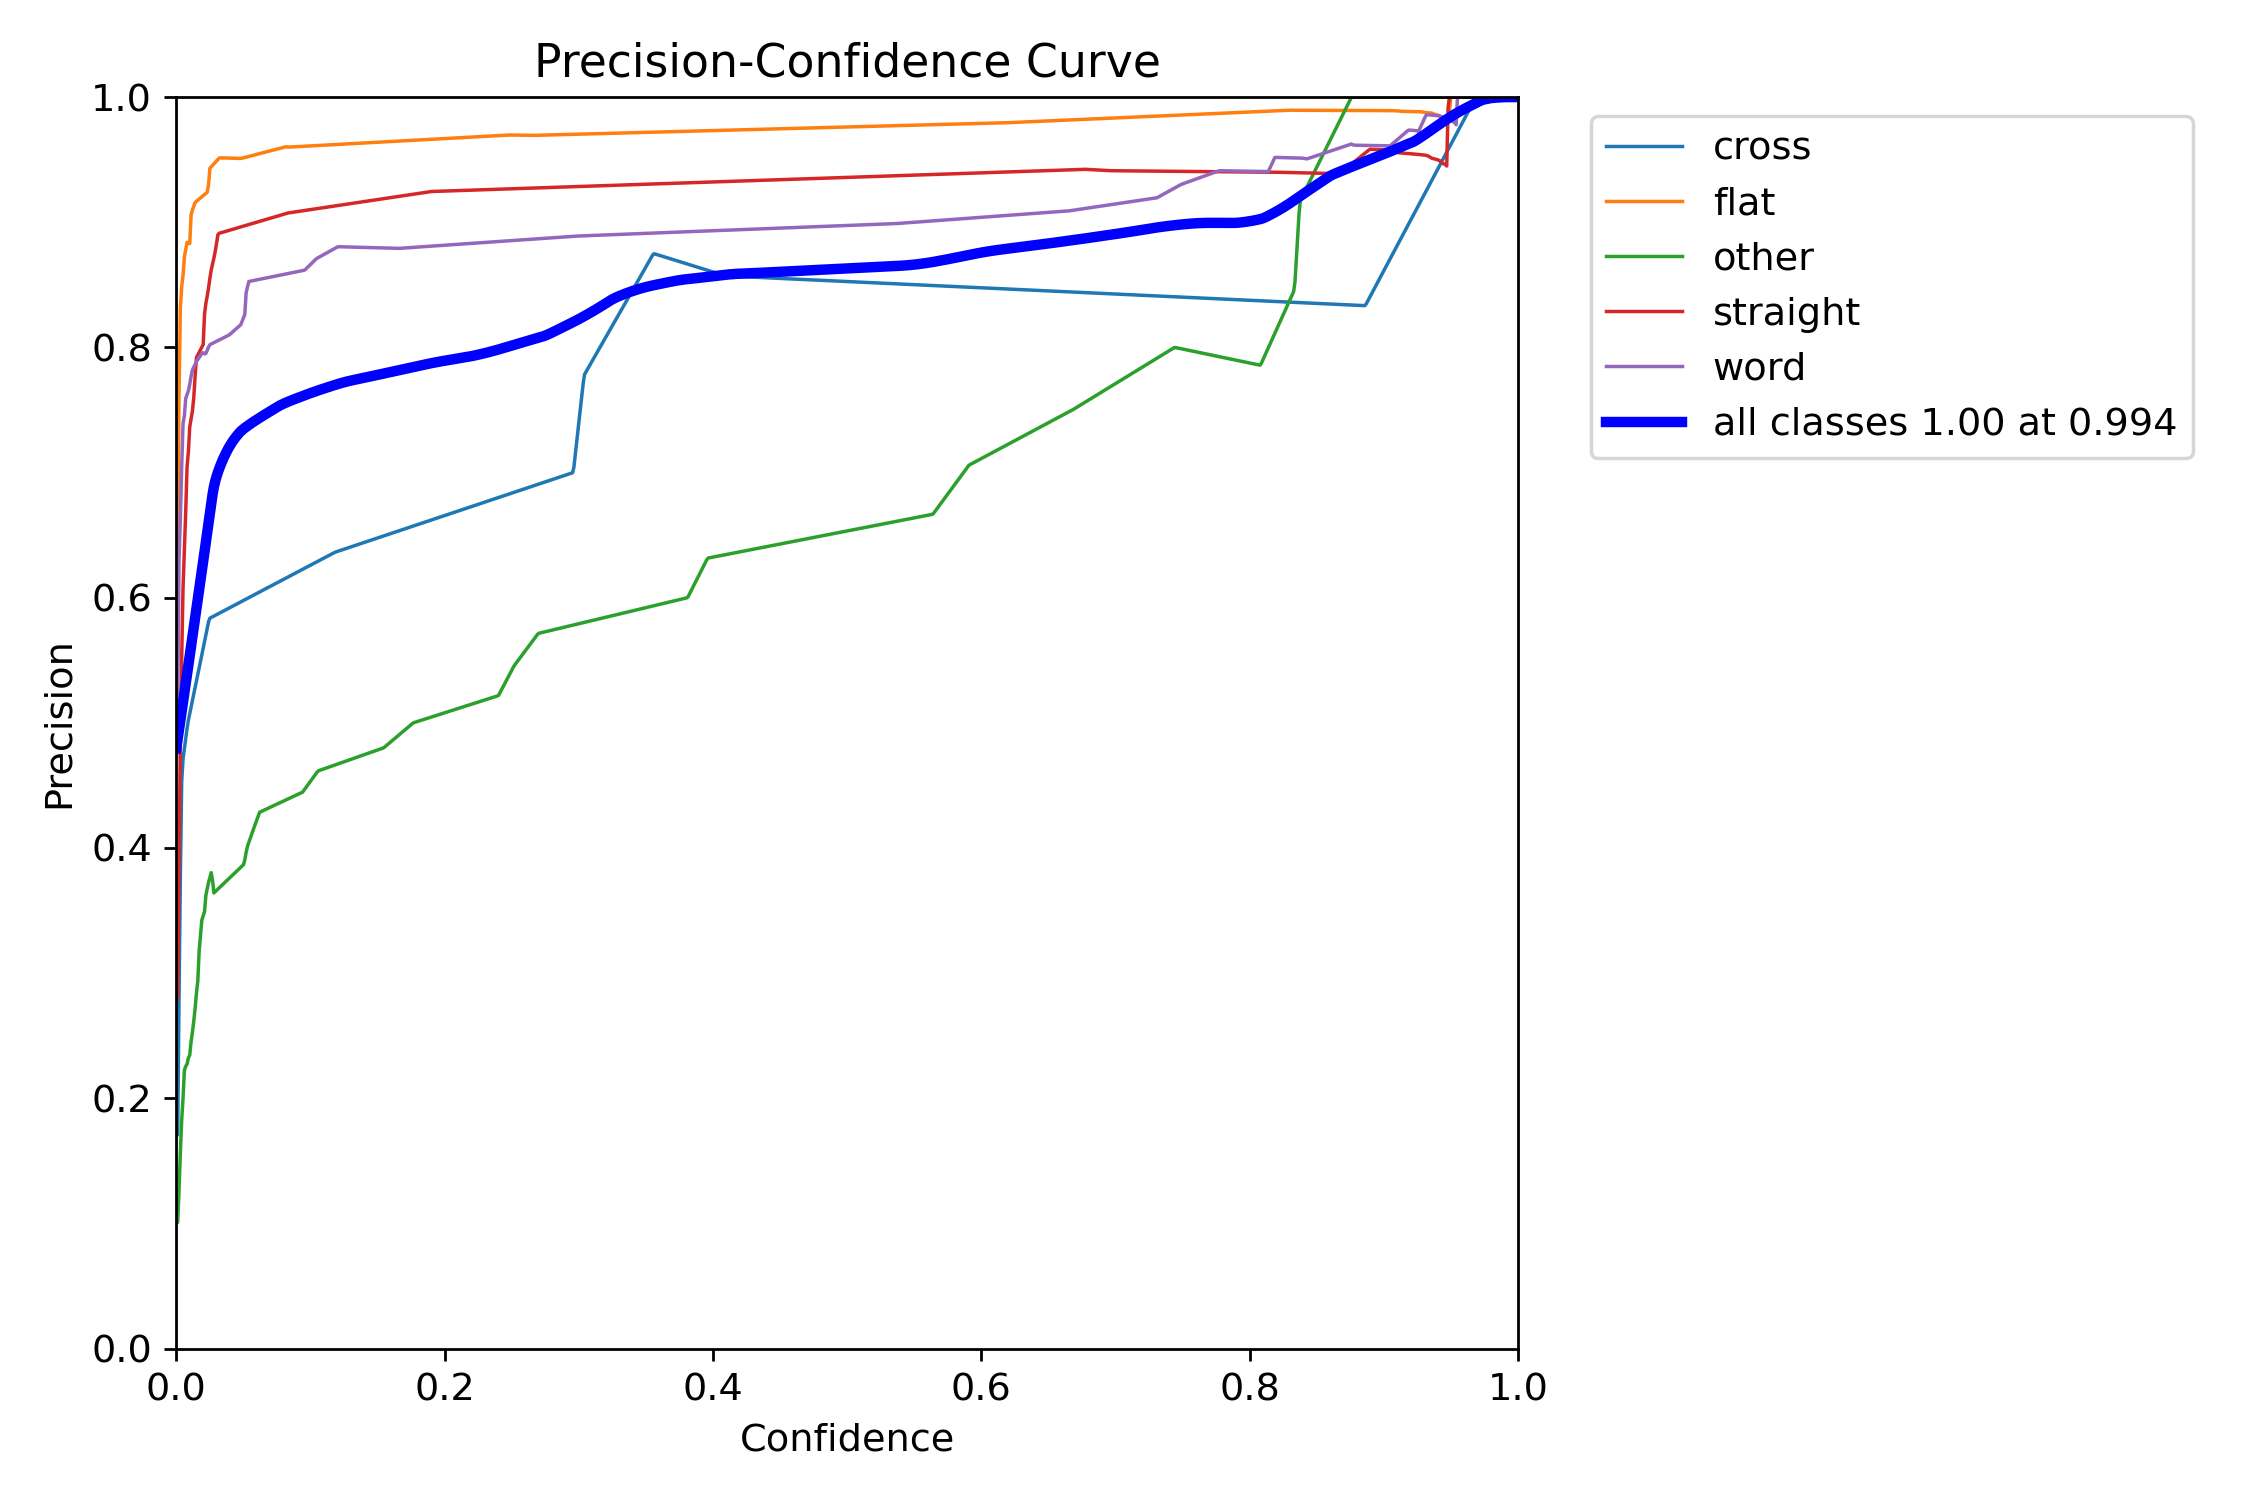 Precision-Confidence Curve
1.0
0.8
0.6
0.4
0.2
0.0
Precision
0.0 0.2 0.4 0.6 0.8 1.0
Confidence
cross
flat
other
straight
word
all classes 1.00 at 0.994